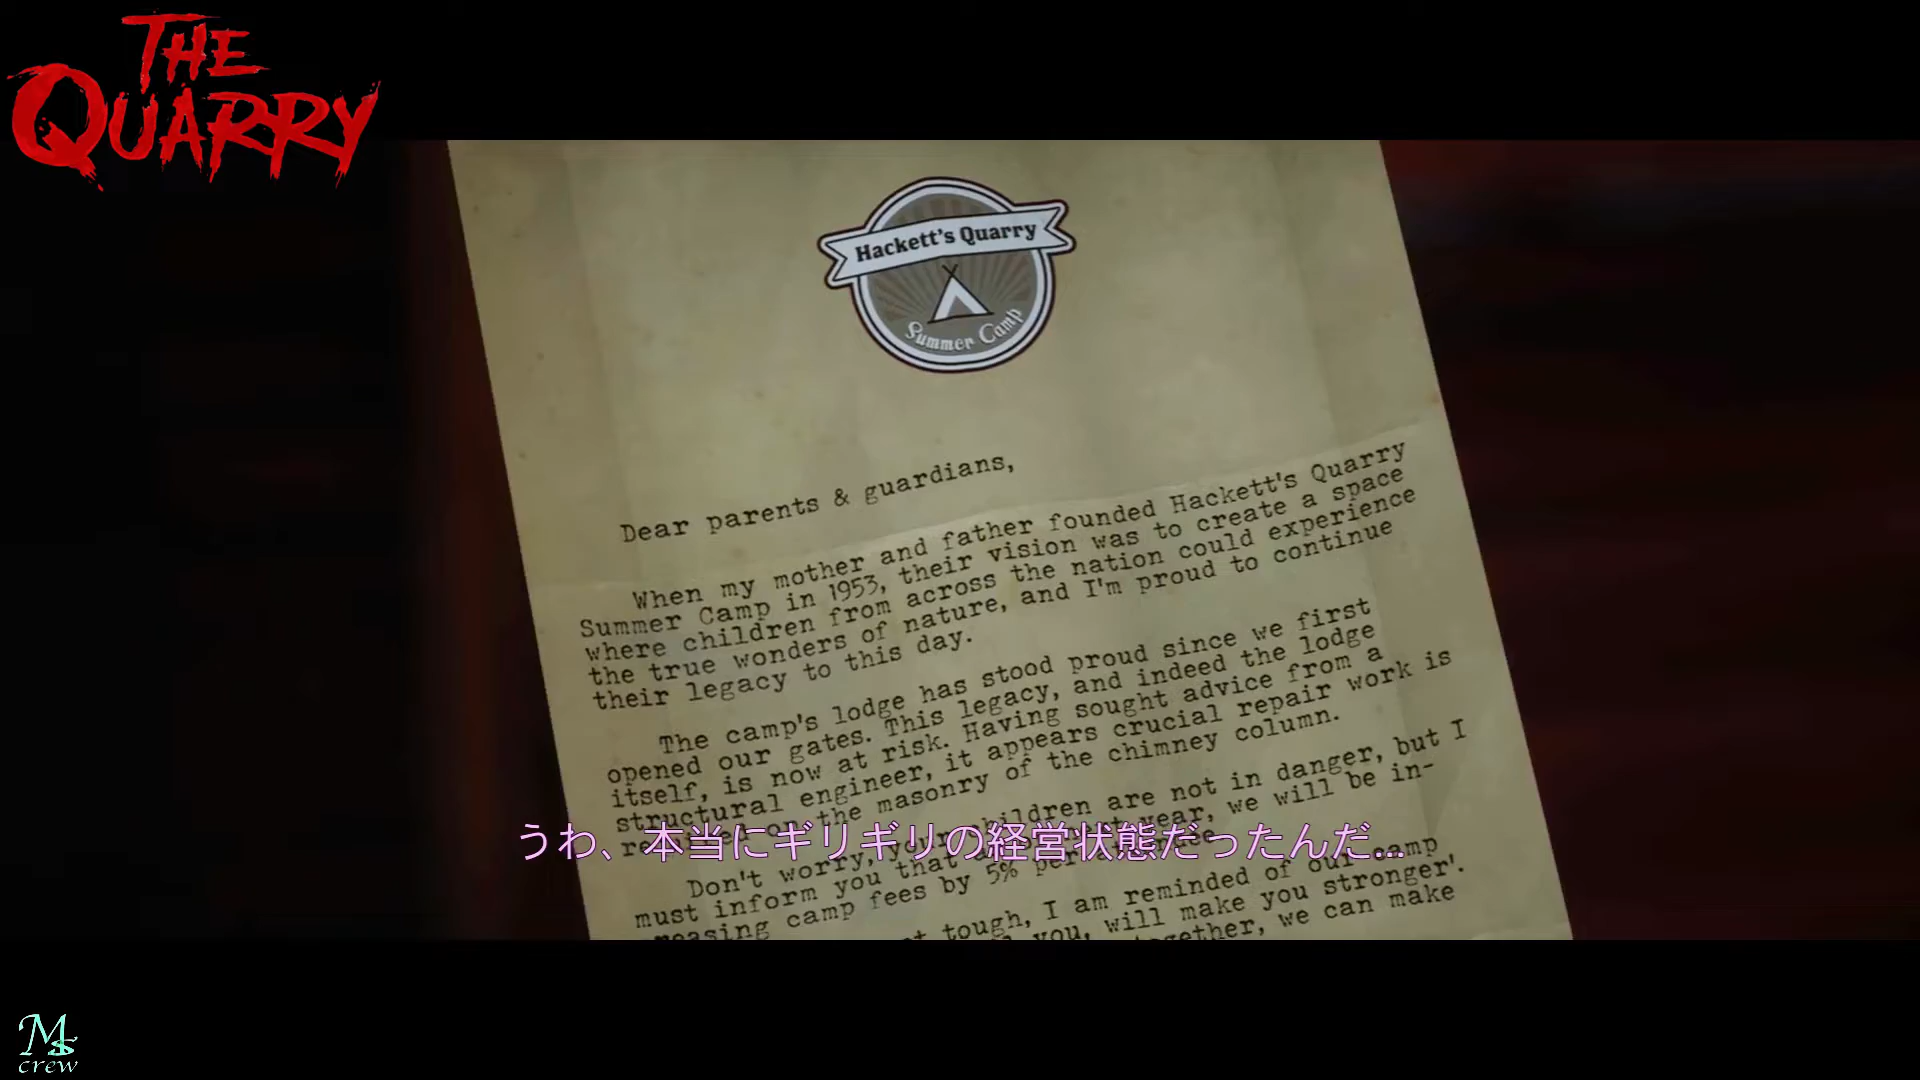 THE
QUARRY
Hackett's Quarry
Summer Camp
Dear parents & guardians,
When my mother and father founded Hackett's Quarry
Summer Camp in 1953, their vision was to create a space
where children from across the nation could experience
the true wonders of nature, and I'm proud to continue
their legacy to this day.
The camp's lodge has stood proud since we first
opened our gates. This legacy, and indeed the lodge
itself, is now at risk. Having sought advice from a
structural engineer, it appears crucial repair work is
on the masonry of the chimney column.
うわ、本当にギリギリの経営状態だったんだ...
Don't worry, your children are not in danger, but I
must inform you that year, we will be in-
camp fees by 5% per
tough, I am reminded of our camp
you, will make you stronger'.
together, we can make
Ms
crew